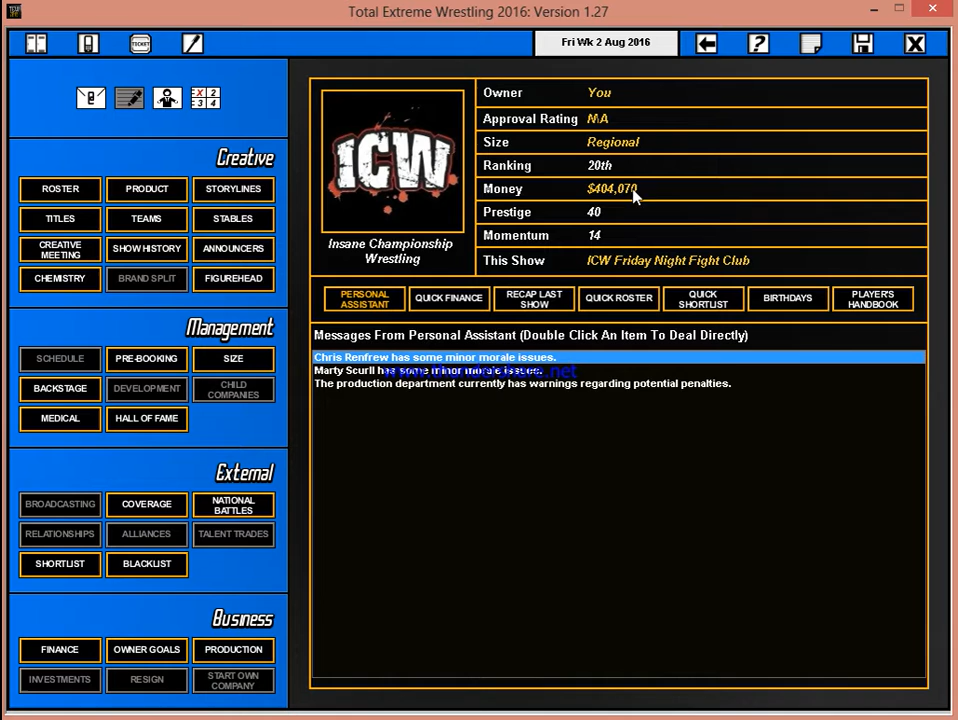 Total Extreme Wrestling 2016: Version 1.27
TICKET
Fri Wk 2 Aug 2016
Creative
ROSTER
PRODUCT
STORYLINES
TITLES
TEAMS
STABLES
CREATIVE MEETING
SHOW HISTORY
ANNOUNCERS
CHEMISTRY
BRAND SPLIT
FIGUREHEAD
Management
SCHEDULE
PRE-BOOKING
SIZE
BACKSTAGE
DEVELOPMENT
CHILD COMPANIES
MEDICAL
HALL OF FAME
External
BROADCASTING
COVERAGE
NATIONAL BATTLES
RELATIONSHIPS
ALLIANCES
TALENT TRADES
SHORTLIST
BLACKLIST
Business
FINANCE
OWNER GOALS
PRODUCTION
INVESTMENTS
RESIGN
START OWN COMPANY
ICW
Insane Championship
Wrestling
Owner You
Approval Rating N\A
Size Regional
Ranking 20th
Money $404,070
Prestige 40
Momentum 14
This Show ICW Friday Night Fight Club
PERSONAL ASSISTANT
QUICK FINANCE
RECAP LAST SHOW
QUICK ROSTER
QUICK SHORTLIST
BIRTHDAYS
PLAYER'S HANDBOOK
Messages From Personal Assistant (Double Click An Item To Deal Directly)
Chris Renfrew has some minor morale issues.
Marty Scurll has some minor morale issues.
The production department currently has warnings regarding potential penalties.